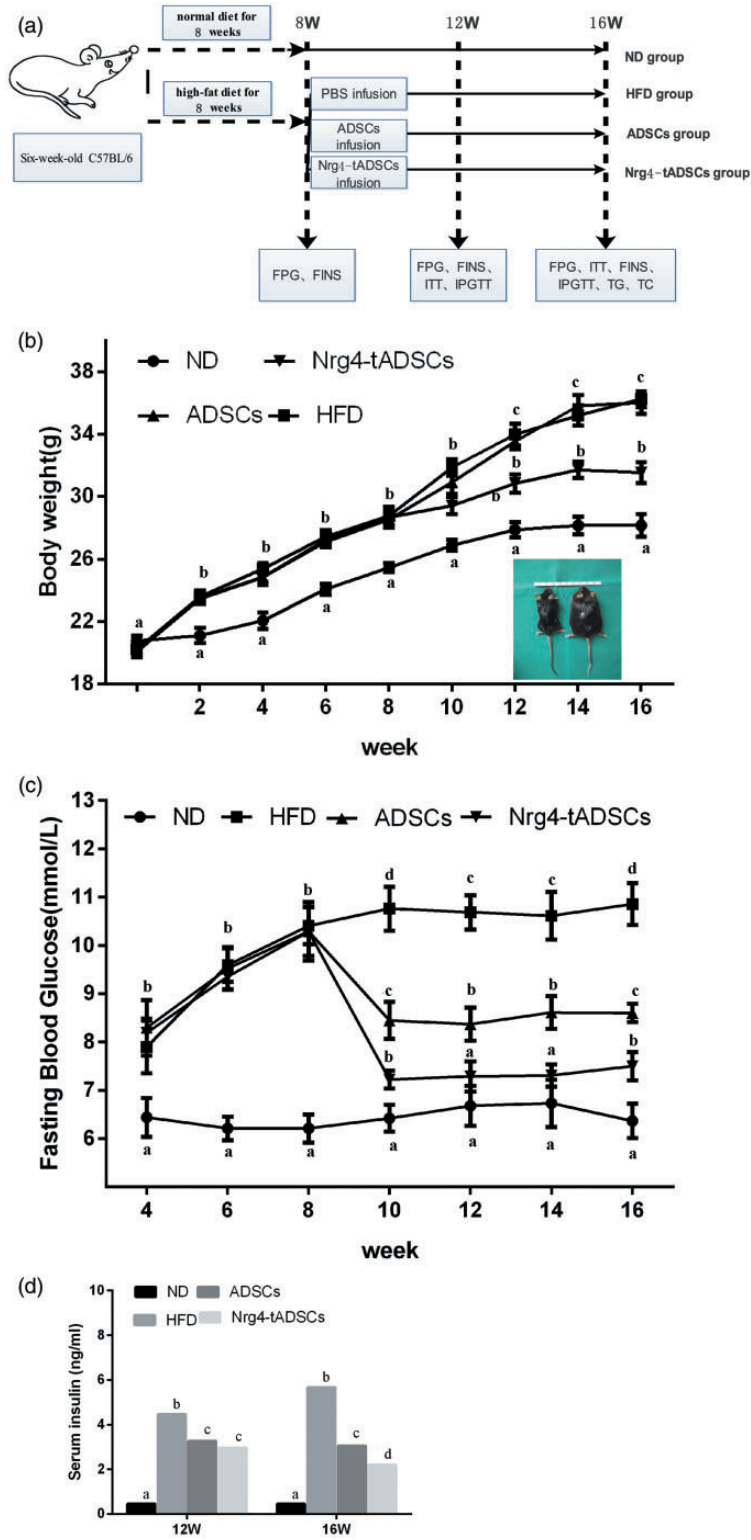 (a)
normal diet for
8 weeks
8W
12W
16W
ND group
high-fat diet for
8 weeks
PBS infusion
HFD group
ADSCs
infusion
ADSCs group
Nrg4-tADSCs
infusion
Nrg4-tADSCs group
Six-week-old C57BL/6
FPG、FINS
FPG、FINS、
ITT、IPGTT
FPG、ITT、FINS、
IPGTT、TG、TC
(b)
ND
Nrg4-tADSCs
ADSCs
HFD
Body weight(g)
38
34
30
26
22
18
a b b b b b c c c
b b b b
a a a a a a a a
2 4 6 8 10 12 14 16
week
(c)
ND HFD ADSCs Nrg4-tADSCs
Fasting Blood Glucose(mmol/L)
13
12
11
10
9
8
7
6
b b b d c c d
c b b c
b a a b
a a a a a a a
4 6 8 10 12 14 16
week
(d)
ND ADSCs
HFD Nrg4-tADSCs
Serum insulin (ng/ml)
10
8
6
4
2
0
a b c c
a b c d
12W 16W